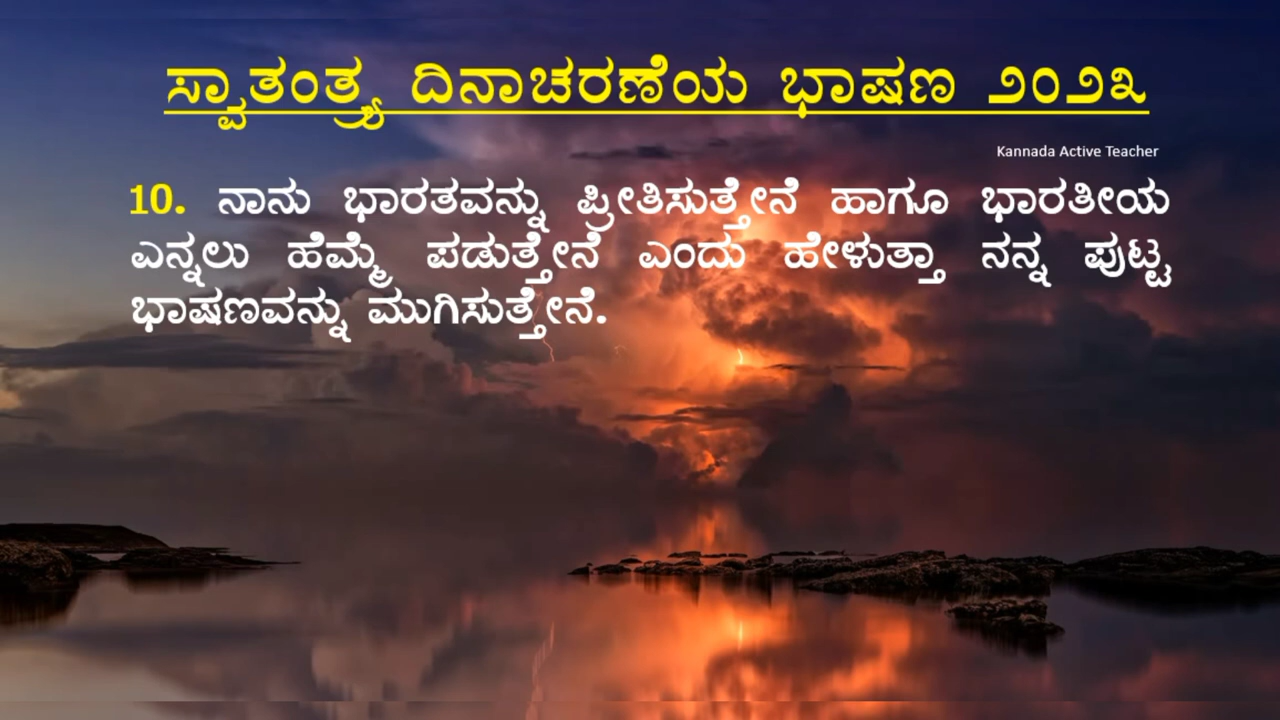 ಸ್ವಾತಂತ್ರ್ಯ ದಿನಾಚರಣೆಯ ಭಾಷಣ ೨೦೨೩
Kannada Active Teacher
10. ನಾನು ಭಾರತವನ್ನು ಪ್ರೀತಿಸುತ್ತೇನೆ ಹಾಗೂ ಭಾರತೀಯ
ಎನ್ನಲು ಹೆಮ್ಮೆ ಪಡುತ್ತೇನೆ ಎಂದು ಹೇಳುತ್ತಾ ನನ್ನ ಪುಟ್ಟ
ಭಾಷಣವನ್ನು ಮುಗಿಸುತ್ತೇನೆ.